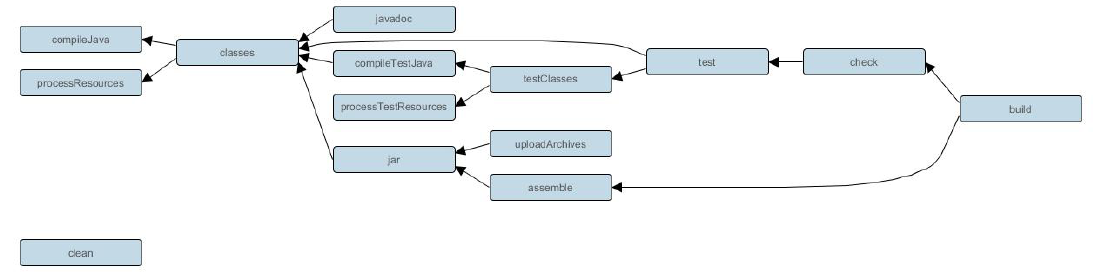 javadoc
compileJava
classes
compileTestJava
test
check
processResources
testClasses
processTestResources
build
uploadArchives
jar
assemble
clean